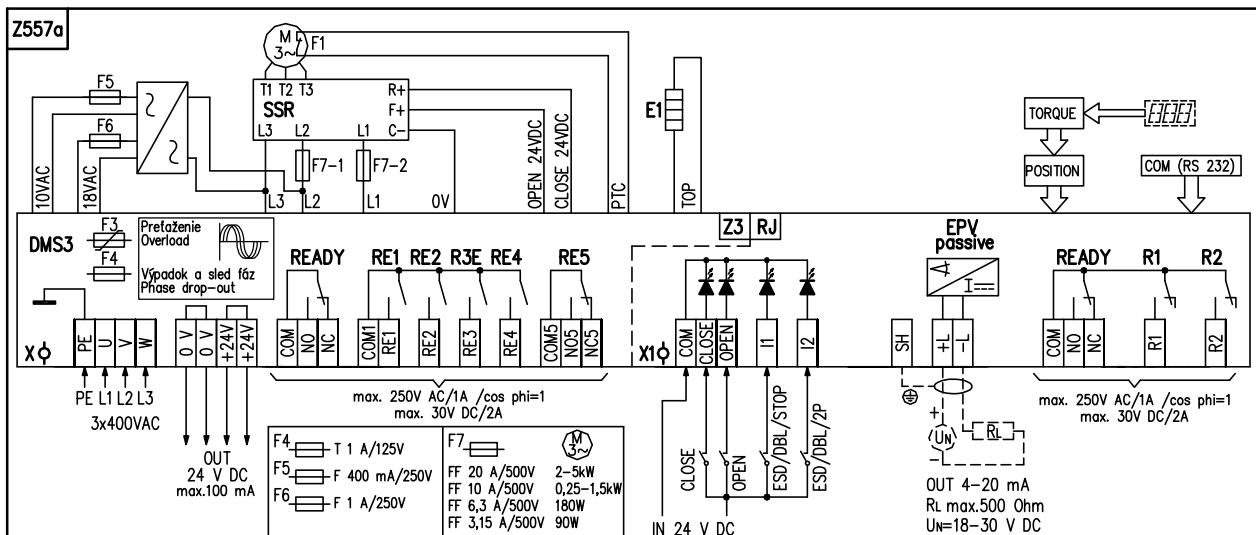 Z557a
M
3~
F1
F5
F6
T1 T2 T3
SSR
R+
F+
C-
L3 L2 L1
F7-1
F7-2
E1
TORQUE
POSITION
COM (RS 232)
10VAC
18VAC
L3
L2
L1
0V
OPEN 24VDC
CLOSE 24VDC
PTC
TOP
DMS3
F3
Preťaženie
Overload
F4
Výpadok a sled fáz
Phase drop-out
READY
RE1 RE2 R3E RE4
RE5
Z3 RJ
EPV
passive
READY
R1
R2
X
PE
U
V
W
0 V
0 V
+24V
+24V
COM
NO
NC
COM1
RE1
RE2
RE3
RE4
COM5
NO5
NC5
X1
COM
CLOSE
OPEN
I1
I2
SH
+L
-L
COM
NO
NC
R1
R2
I
PE L1 L2 L3
3x400VAC
OUT
24 V DC
max.100 mA
max. 250V AC/1A /cos phi=1
max. 30V DC/2A
F4 T 1 A/125V
F5 F 400 mA/250V
F6 F 1 A/250V
F7 M
3~
FF 20 A/500V 2-5kW
FF 10 A/500V 0,25-1,5kW
FF 6,3 A/500V 180W
FF 3,15 A/500V 90W
CLOSE
OPEN
ESD/DBL/STOP
ESD/DBL/2P
IN 24 V DC
+
UN
-
RL
OUT 4-20 mA
RL max.500 Ohm
UN=18-30 V DC
max. 250V AC/1A /cos phi=1
max. 30V DC/2A